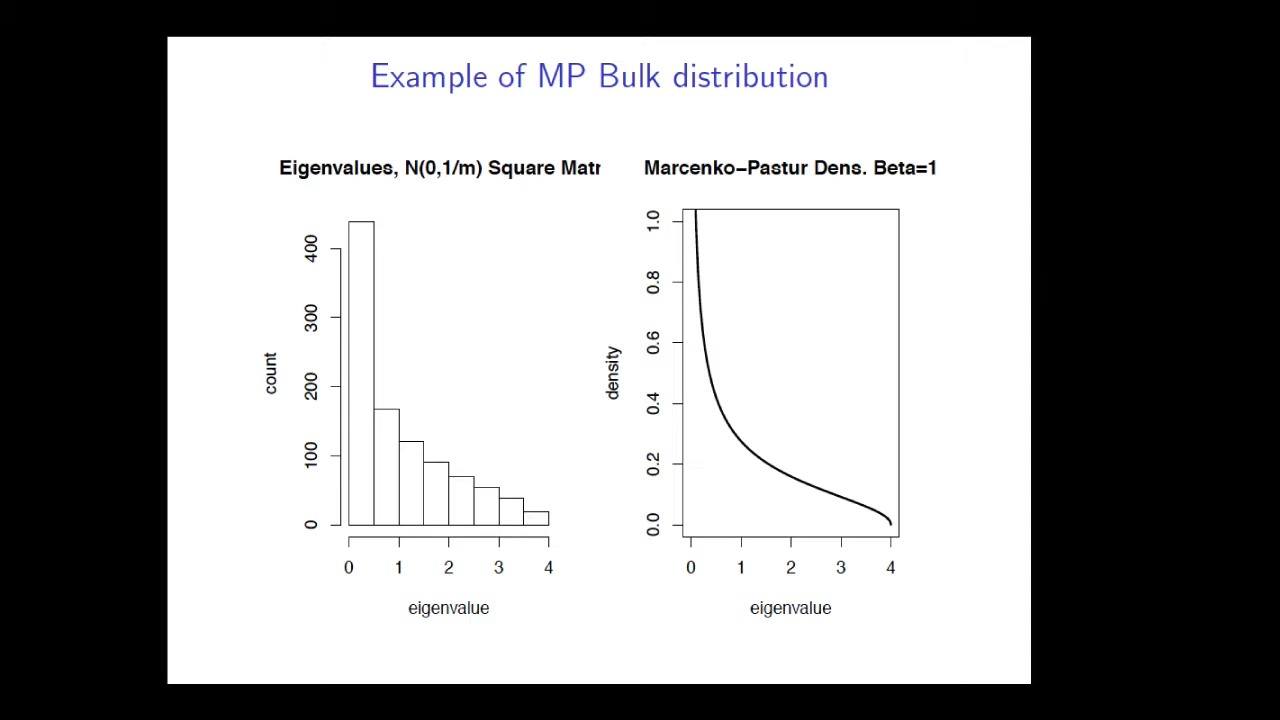 Example of MP Bulk distribution
Eigenvalues, N(0,1/m) Square Matr
Marcenko-Pastur Dens. Beta=1
count
0
100
200
300
400
0 1 2 3 4
eigenvalue
density
0.0
0.2
0.4
0.6
0.8
1.0
0 1 2 3 4
eigenvalue